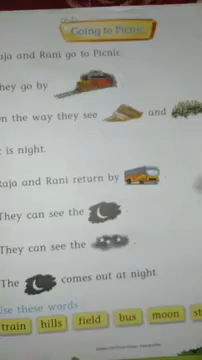 Going to Picnic
aja and Rani go to Picnic.
hey go by
n the way they see and
is night.
Raja and Rani return by
They can see the
They can see the
The comes out at night.
se these words
train hills field bus moon st